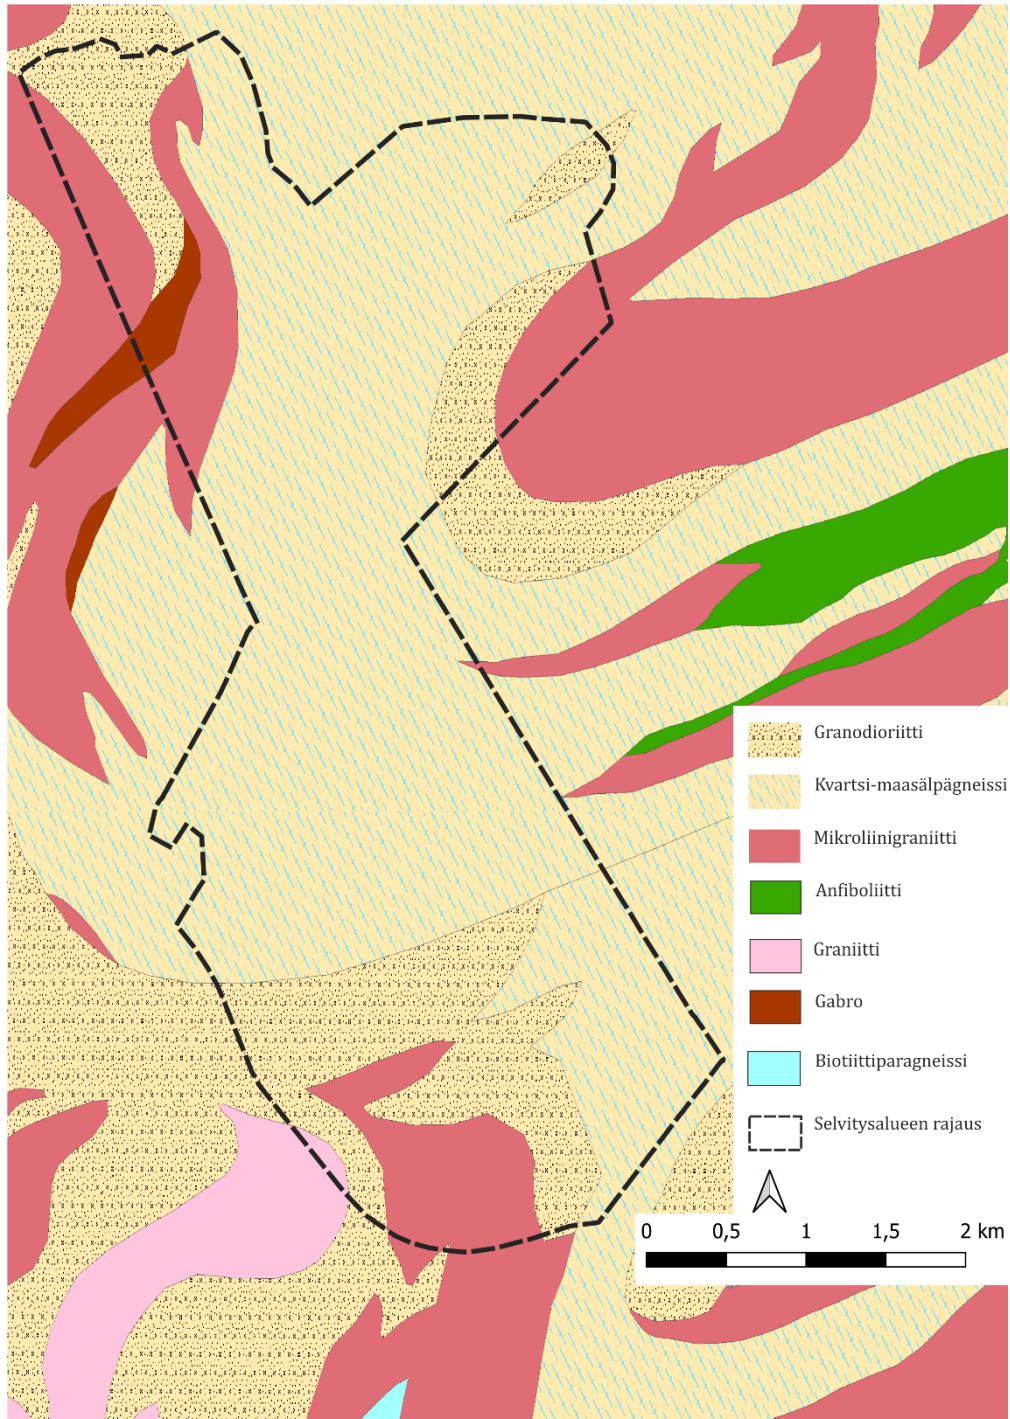 Granodioriitti
Kvartsi-maasälpägneissi
Mikroliinigraniitti
Anfiboliitti
Graniitti
Gabro
Biotiittiparagneissi
Selvitysalueen rajaus
0 0,5 1 1,5 2 km